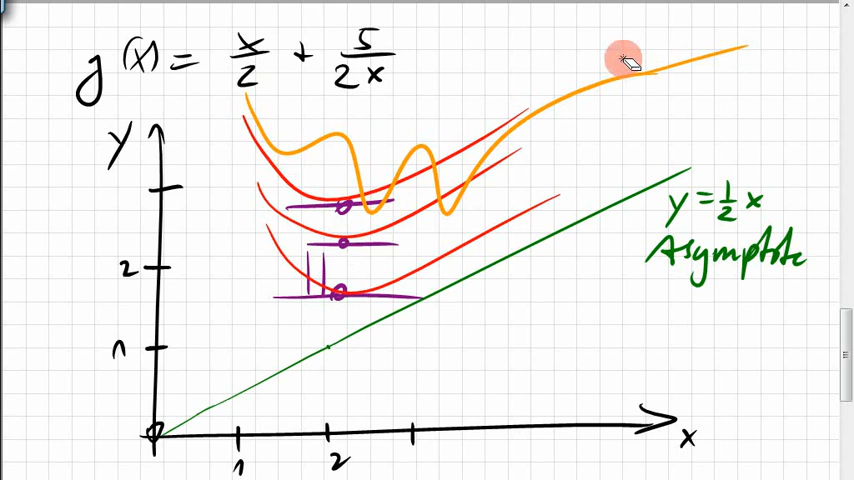 g(x) = x/2 + 5/2x
y
y = 1/2 x
Asymptote
2
1
1 2
x